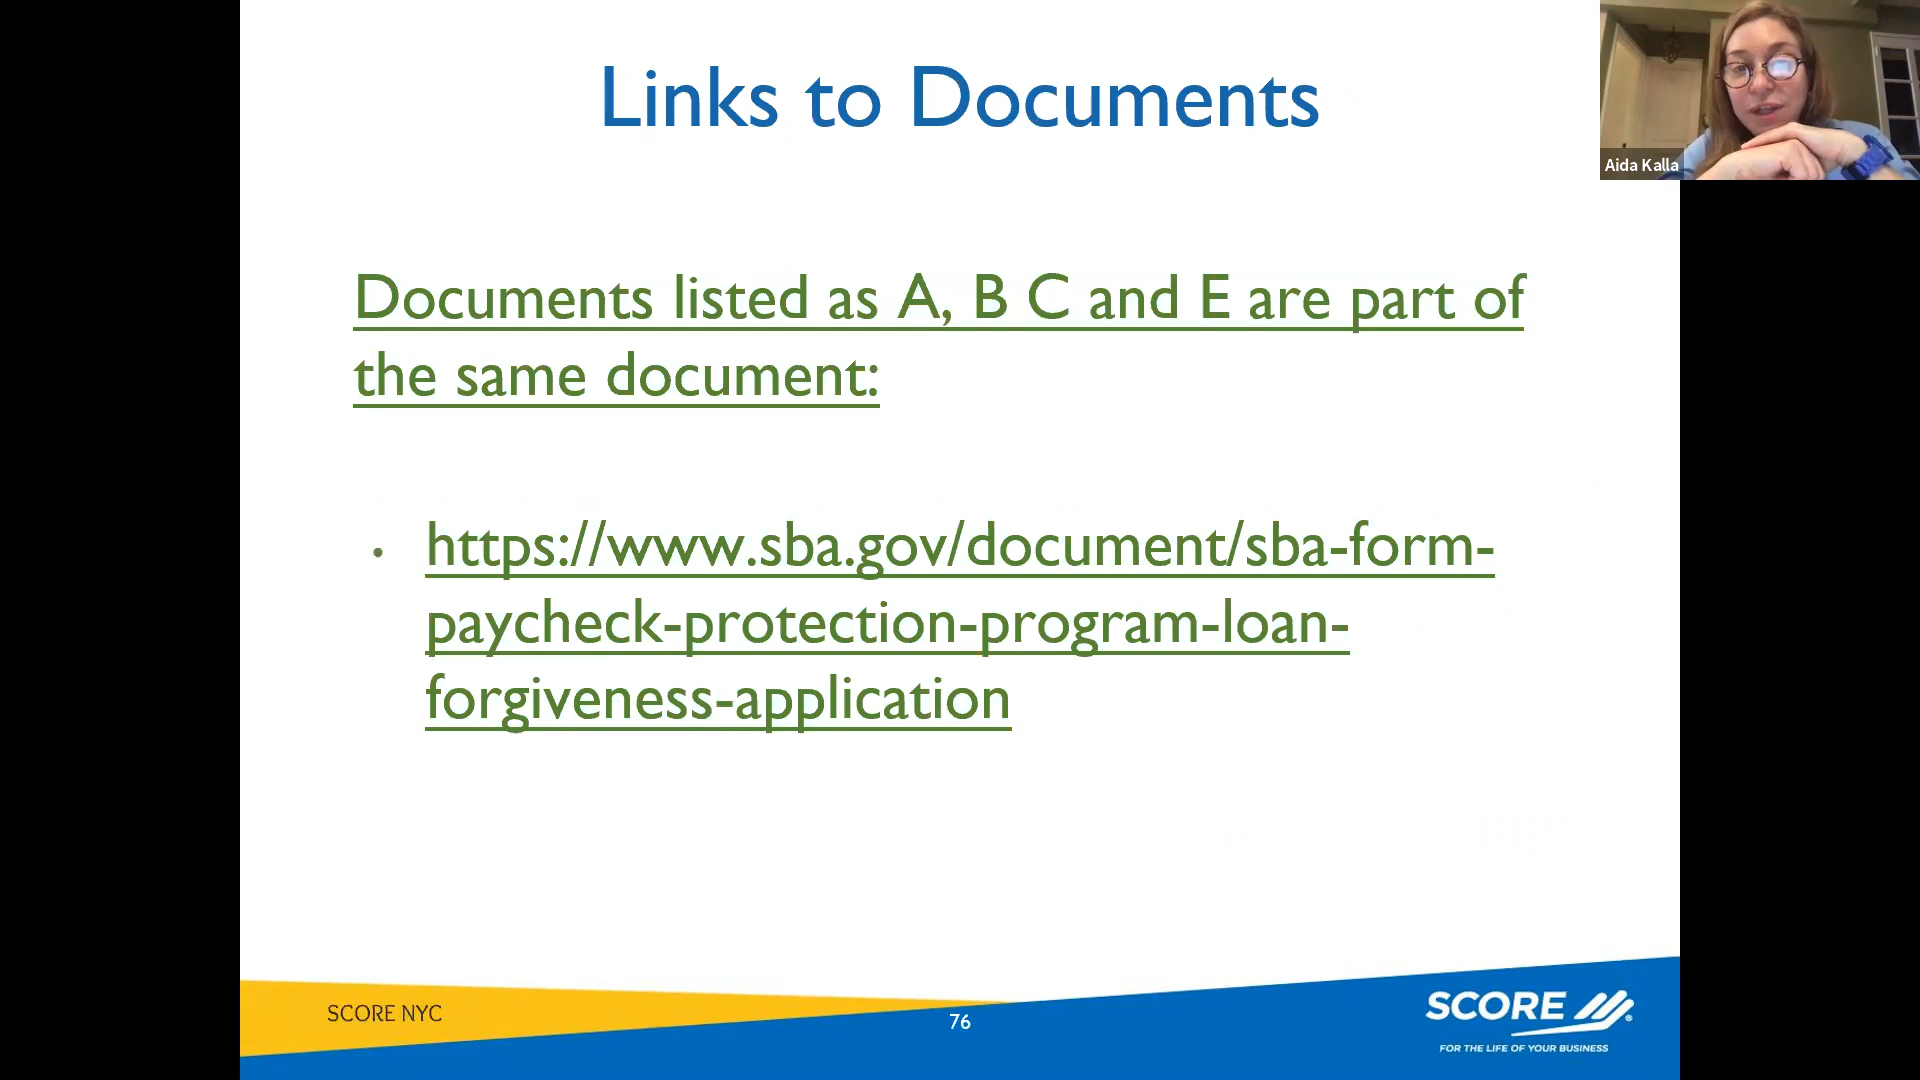 Links to Documents
Aida Kalla
Documents listed as A, B C and E are part of
the same document:
• https://www.sba.gov/document/sba-form-
paycheck-protection-program-loan-
forgiveness-application
SCORE NYC
76
SCORE
FOR THE LIFE OF YOUR BUSINESS